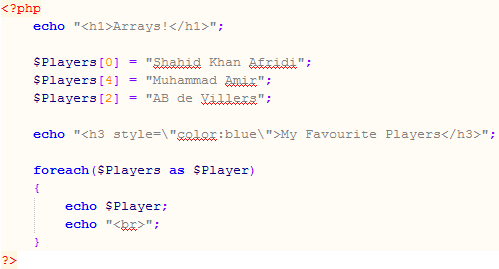 <?php
echo "<h1>Arrays!</h1>";
$Players[0] = "Shahid Khan Afridi";
$Players[4] = "Muhammad Amir";
$Players[2] = "AB de Villers";
echo "<h3 style=\"color:blue\">My Favourite Players</h3>";
foreach($Players as $Player)
{
echo $Player;
echo "<br>";
}
?>